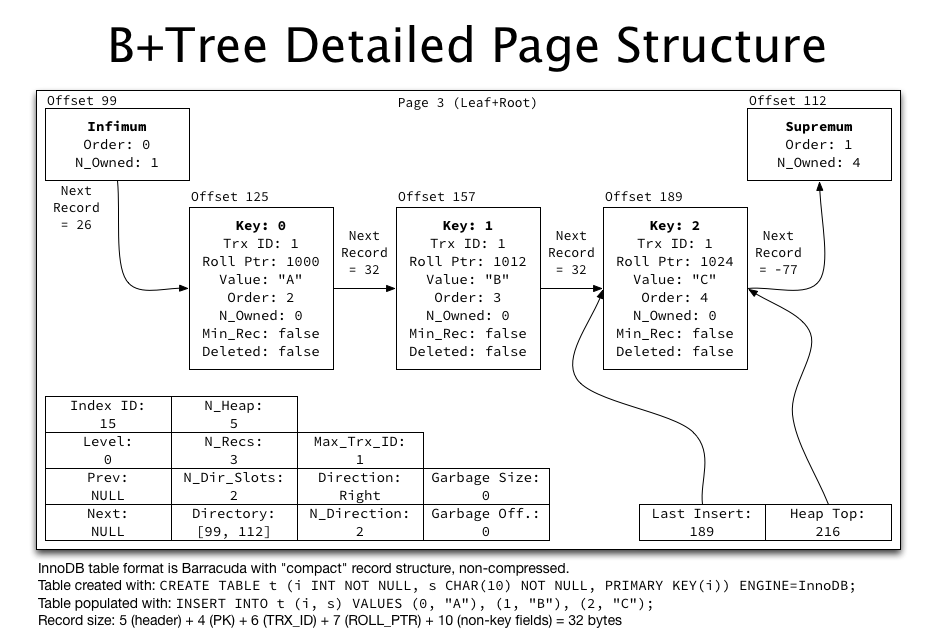 B+Tree Detailed Page Structure
Page 3 (Leaf+Root)
Offset 99
Infimum
Order: 0
N_Owned: 1
Next
Record
= 26
Offset 125
Key: 0
Trx ID: 1
Roll Ptr: 1000
Value: "A"
Order: 2
N_Owned: 0
Min_Rec: false
Deleted: false
Next
Record
= 32
Offset 157
Key: 1
Trx ID: 1
Roll Ptr: 1012
Value: "B"
Order: 3
N_Owned: 0
Min_Rec: false
Deleted: false
Next
Record
= 32
Offset 189
Key: 2
Trx ID: 1
Roll Ptr: 1024
Value: "C"
Order: 4
N_Owned: 0
Min_Rec: false
Deleted: false
Next
Record
= -77
Offset 112
Supremum
Order: 1
N_Owned: 4
Index ID:
15
N_Heap:
5
Level:
0
N_Recs:
3
Max_Trx_ID:
1
Prev:
NULL
N_Dir_Slots:
2
Direction:
Right
Garbage Size:
0
Next:
NULL
Directory:
[99, 112]
N_Direction:
2
Garbage Off.:
0
Last Insert:
189
Heap Top:
216
InnoDB table format is Barracuda with "compact" record structure, non-compressed.
Table created with: CREATE TABLE t (i INT NOT NULL, s CHAR(10) NOT NULL, PRIMARY KEY(i)) ENGINE=InnoDB;
Table populated with: INSERT INTO t (i, s) VALUES (0, "A"), (1, "B"), (2, "C");
Record size: 5 (header) + 4 (PK) + 6 (TRX_ID) + 7 (ROLL_PTR) + 10 (non-key fields) = 32 bytes